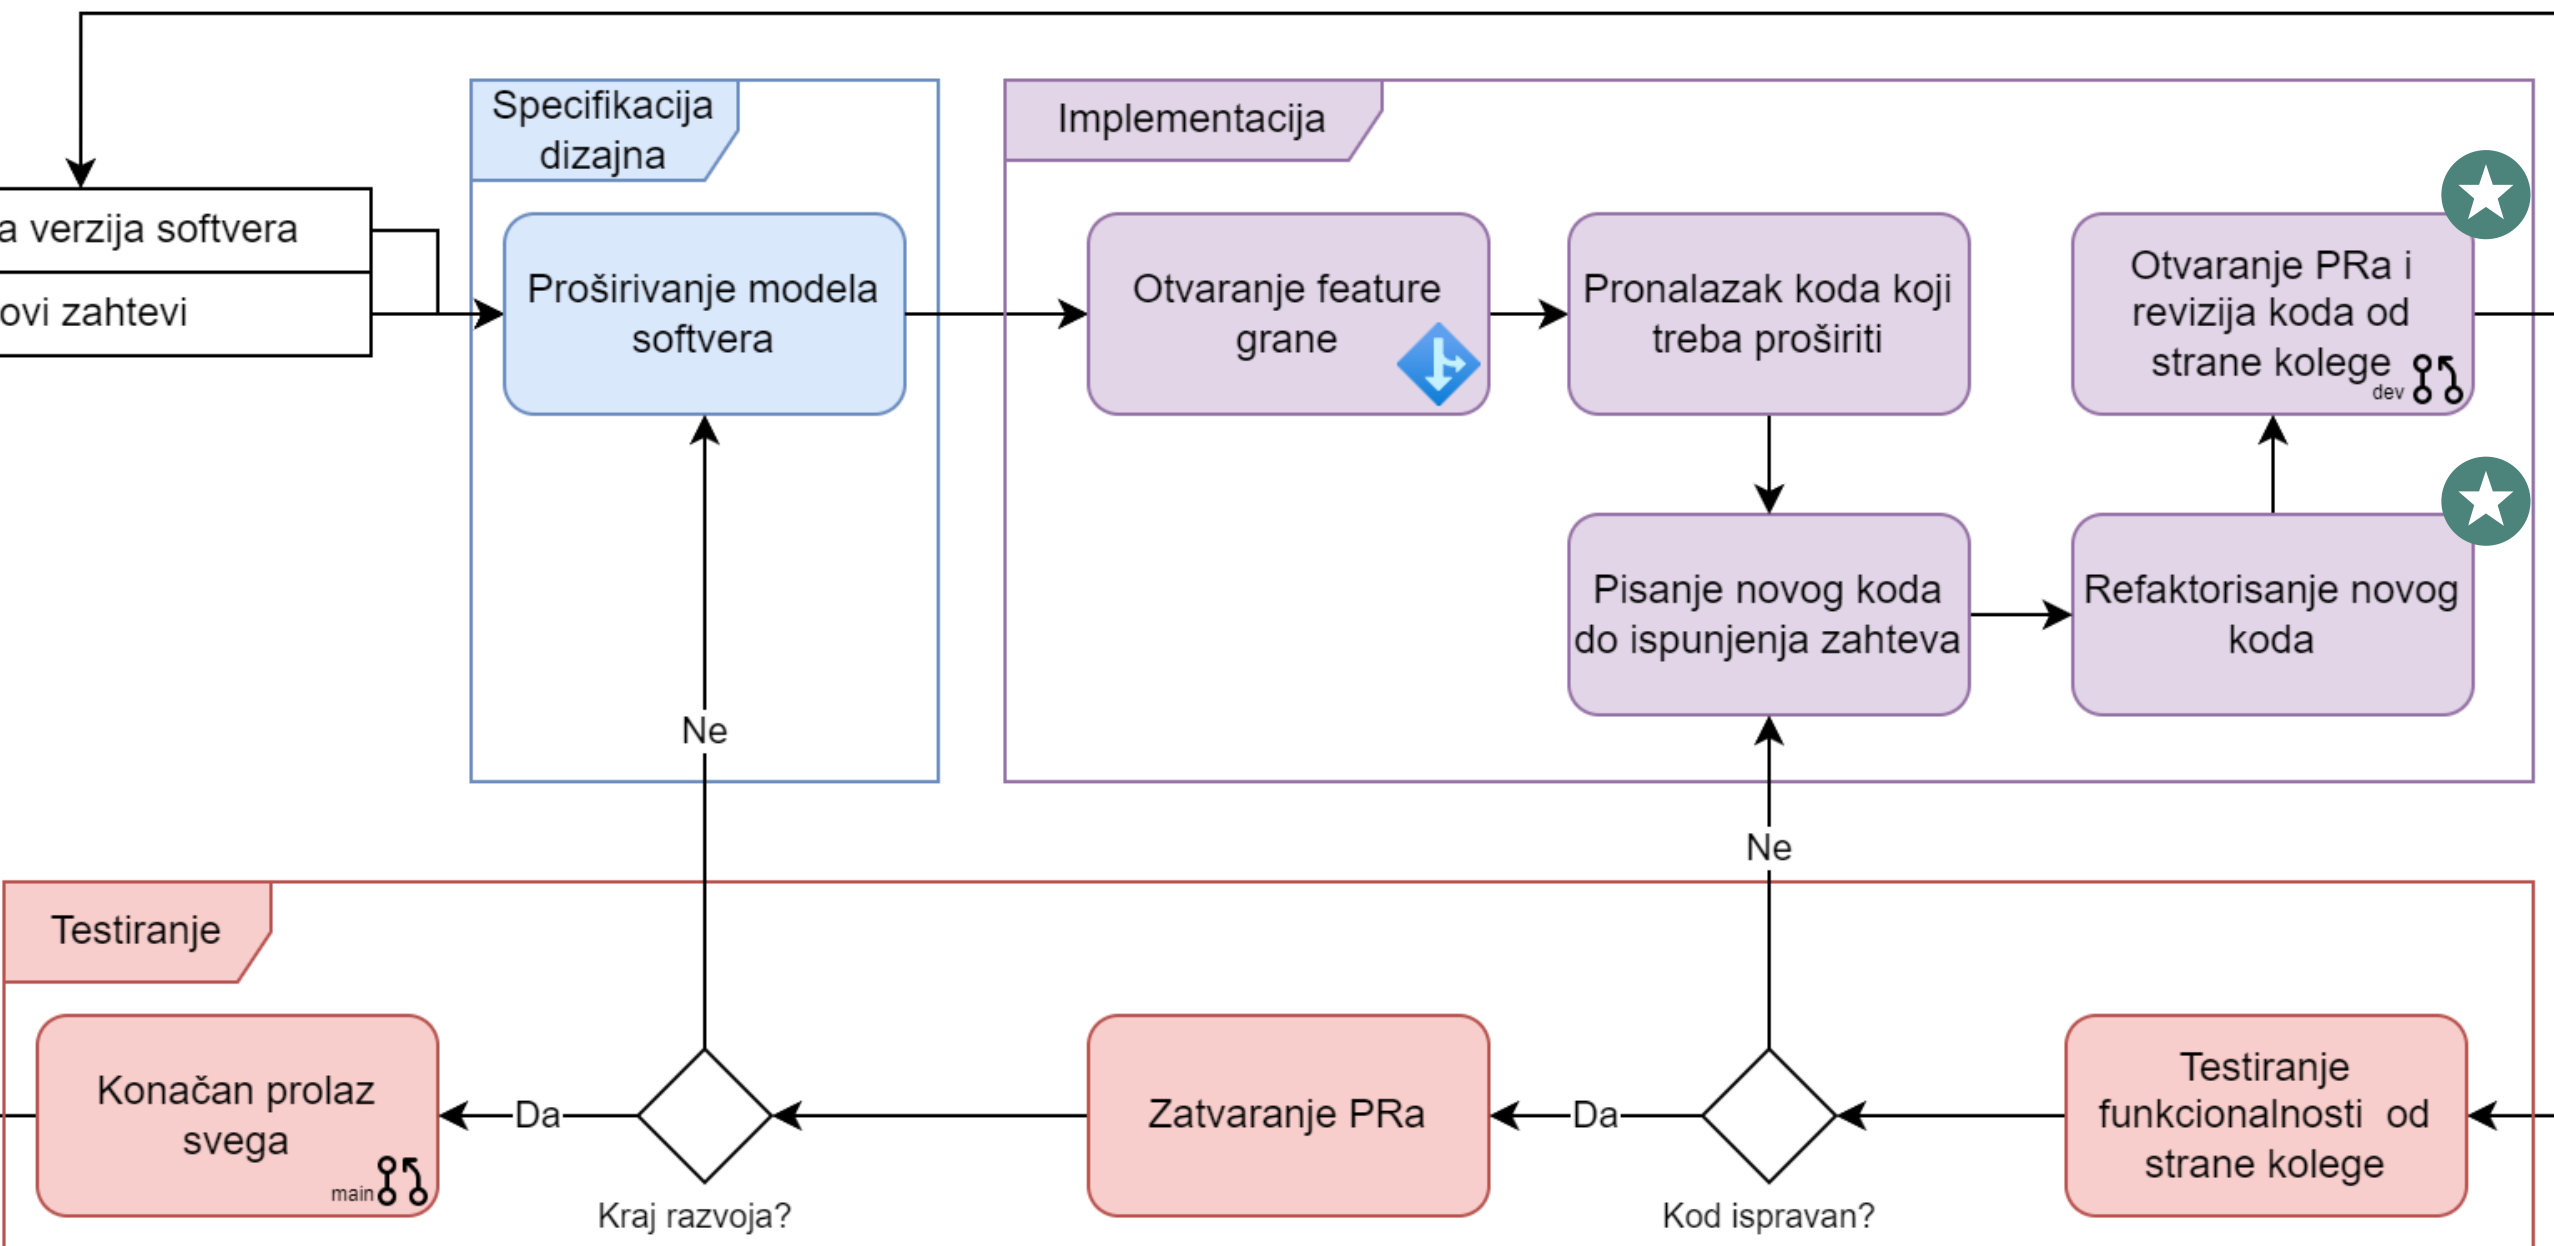 Specifikacija
dizajna
Implementacija
a verzija softvera
ovi zahtevi
Proširivanje modela
softvera
Otvaranje feature
grane
Pronalazak koda koji
treba proširiti
Otvaranje PRa i
revizija koda od
strane kolege
dev
Pisanje novog koda
do ispunjenja zahteva
Refaktorisanje novog
koda
Ne
Ne
Testiranje
Konačan prolaz
svega
main
Da
Kraj razvoja?
Zatvaranje PRa
Da
Kod ispravan?
Testiranje
funkcionalnosti od
strane kolege